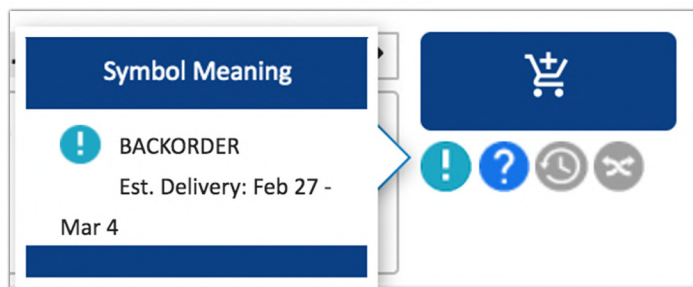 Symbol Meaning
! BACKORDER
Est. Delivery: Feb 27 -
Mar 4
! ?